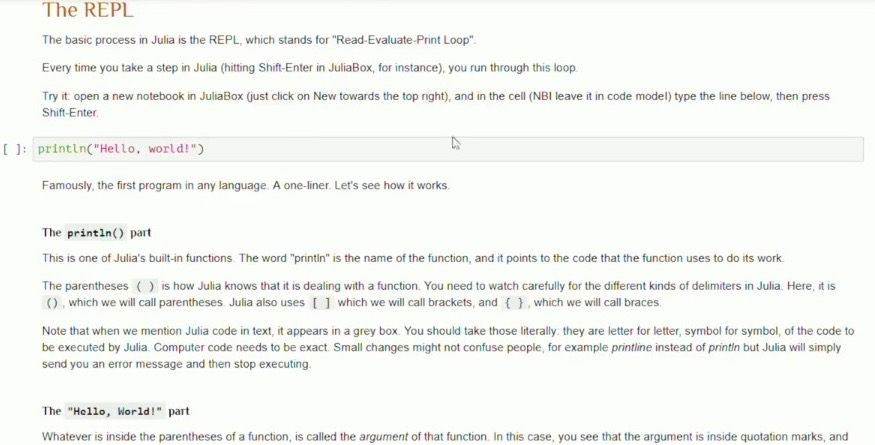 The REPL
The basic process in Julia is the REPL, which stands for "Read-Evaluate-Print Loop".
Every time you take a step in Julia (hitting Shift-Enter in JuliaBox, for instance), you run through this loop.
Try it: open a new notebook in JuliaBox (just click on New towards the top right), and in the cell (NB! leave it in code mode!) type the line below, then press
Shift-Enter.
[ ]: println("Hello, world!")
Famously, the first program in any language. A one-liner. Let's see how it works.
The println() part
This is one of Julia's built-in functions. The word "println" is the name of the function, and it points to the code that the function uses to do its work.
The parentheses ( ) is how Julia knows that it is dealing with a function. You need to watch carefully for the different kinds of delimiters in Julia. Here, it is
(), which we will call parentheses. Julia also uses [ ] which we will call brackets, and { }, which we will call braces.
Note that when we mention Julia code in text, it appears in a grey box. You should take those literally: they are letter for letter, symbol for symbol, of the code to
be executed by Julia. Computer code needs to be exact. Small changes might not confuse people, for example printline instead of println but Julia will simply
send you an error message and then stop executing.
The "Hello, World!" part
Whatever is inside the parentheses of a function, is called the argument of that function. In this case, you see that the argument is inside quotation marks, and